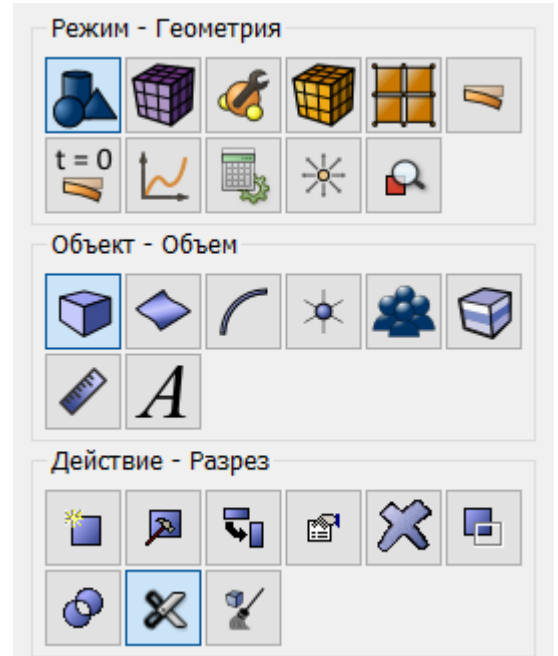 Режим - Геометрия
t = 0
Объект - Объем
A
Действие - Разрез